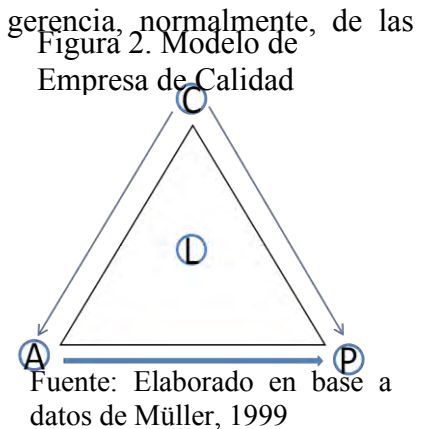 gerencia, normalmente, de las
Figura 2. Modelo de
Empresa de Calidad
C
L
A
P
Fuente: Elaborado en base a
datos de Müller, 1999